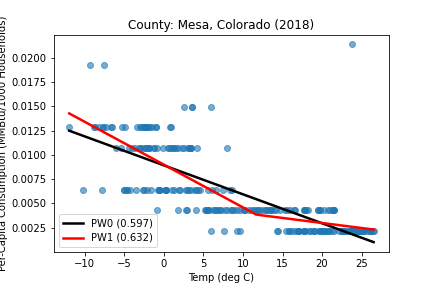 County: Mesa, Colorado (2018)
Per-Capita Consumption (MMBtu/1000 Households)
0.0200
0.0175
0.0150
0.0125
0.0100
0.0075
0.0050
0.0025
PW0 (0.597)
PW1 (0.632)
−10 −5 0 5 10 15 20 25
Temp (deg C)